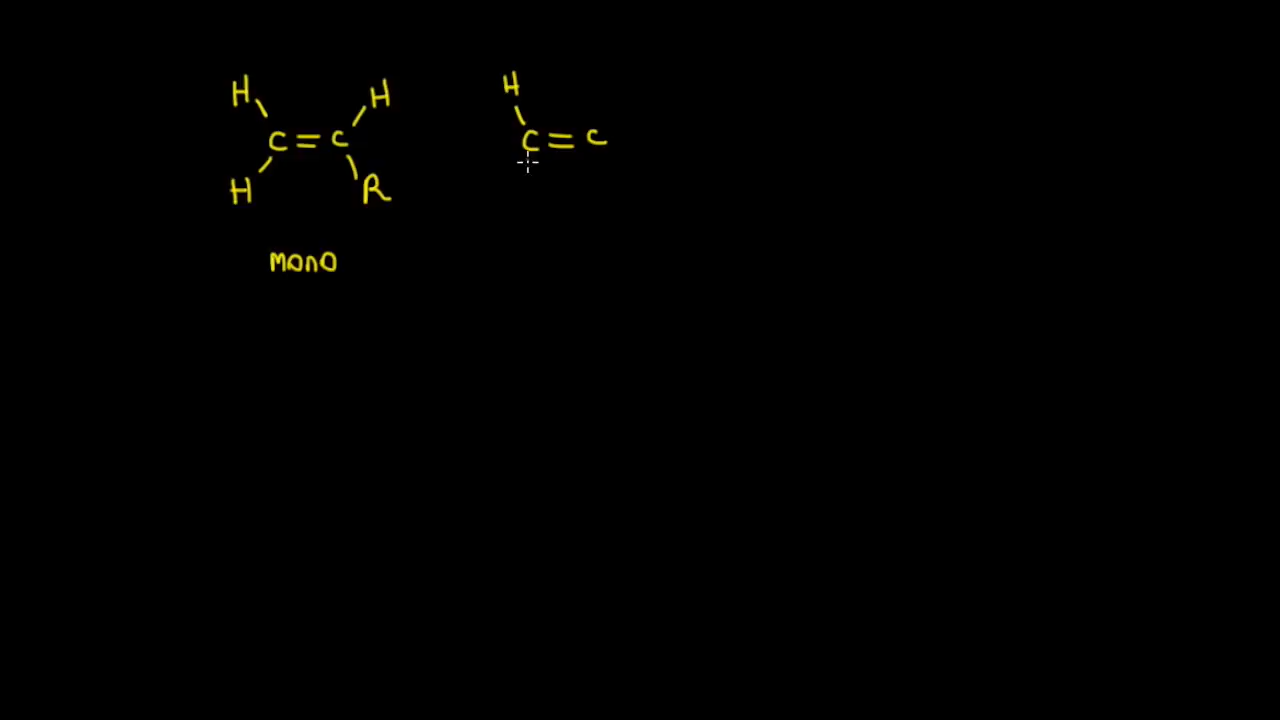 H H H
C = C C = C
H R
mono